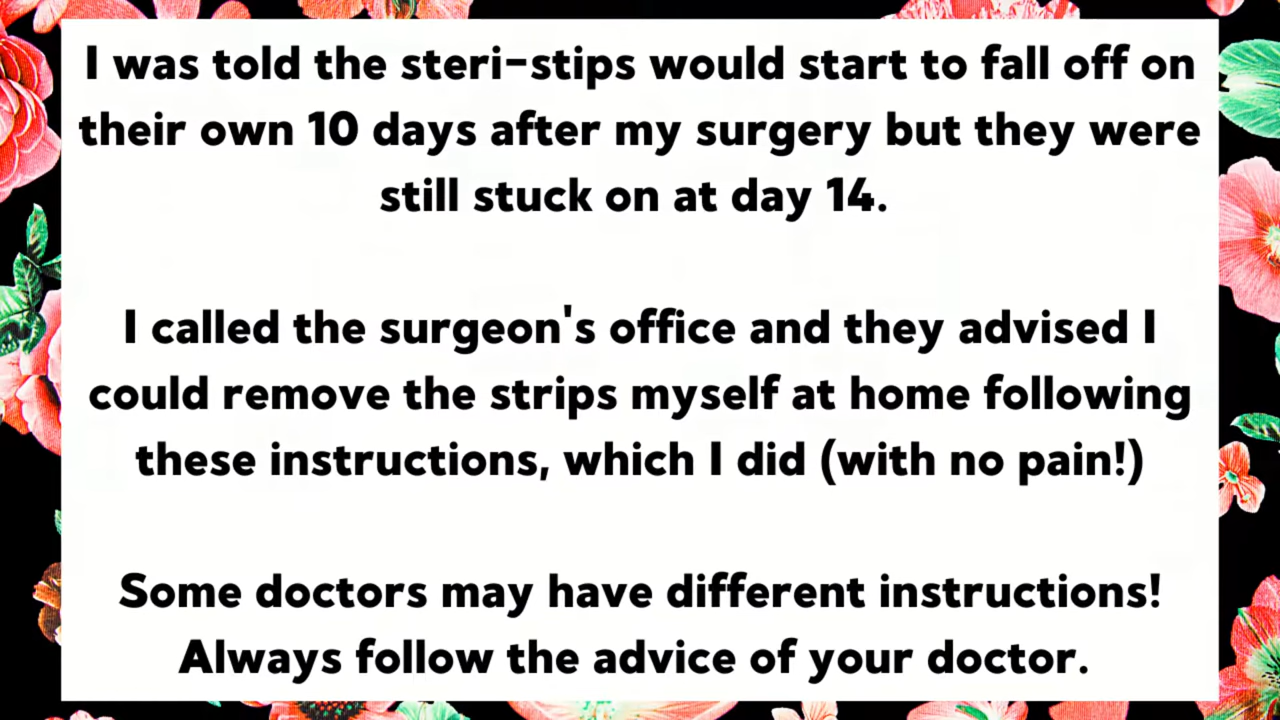 I was told the steri-stips would start to fall off on
their own 10 days after my surgery but they were
still stuck on at day 14.
I called the surgeon's office and they advised I
could remove the strips myself at home following
these instructions, which I did (with no pain!)
Some doctors may have different instructions!
Always follow the advice of your doctor.